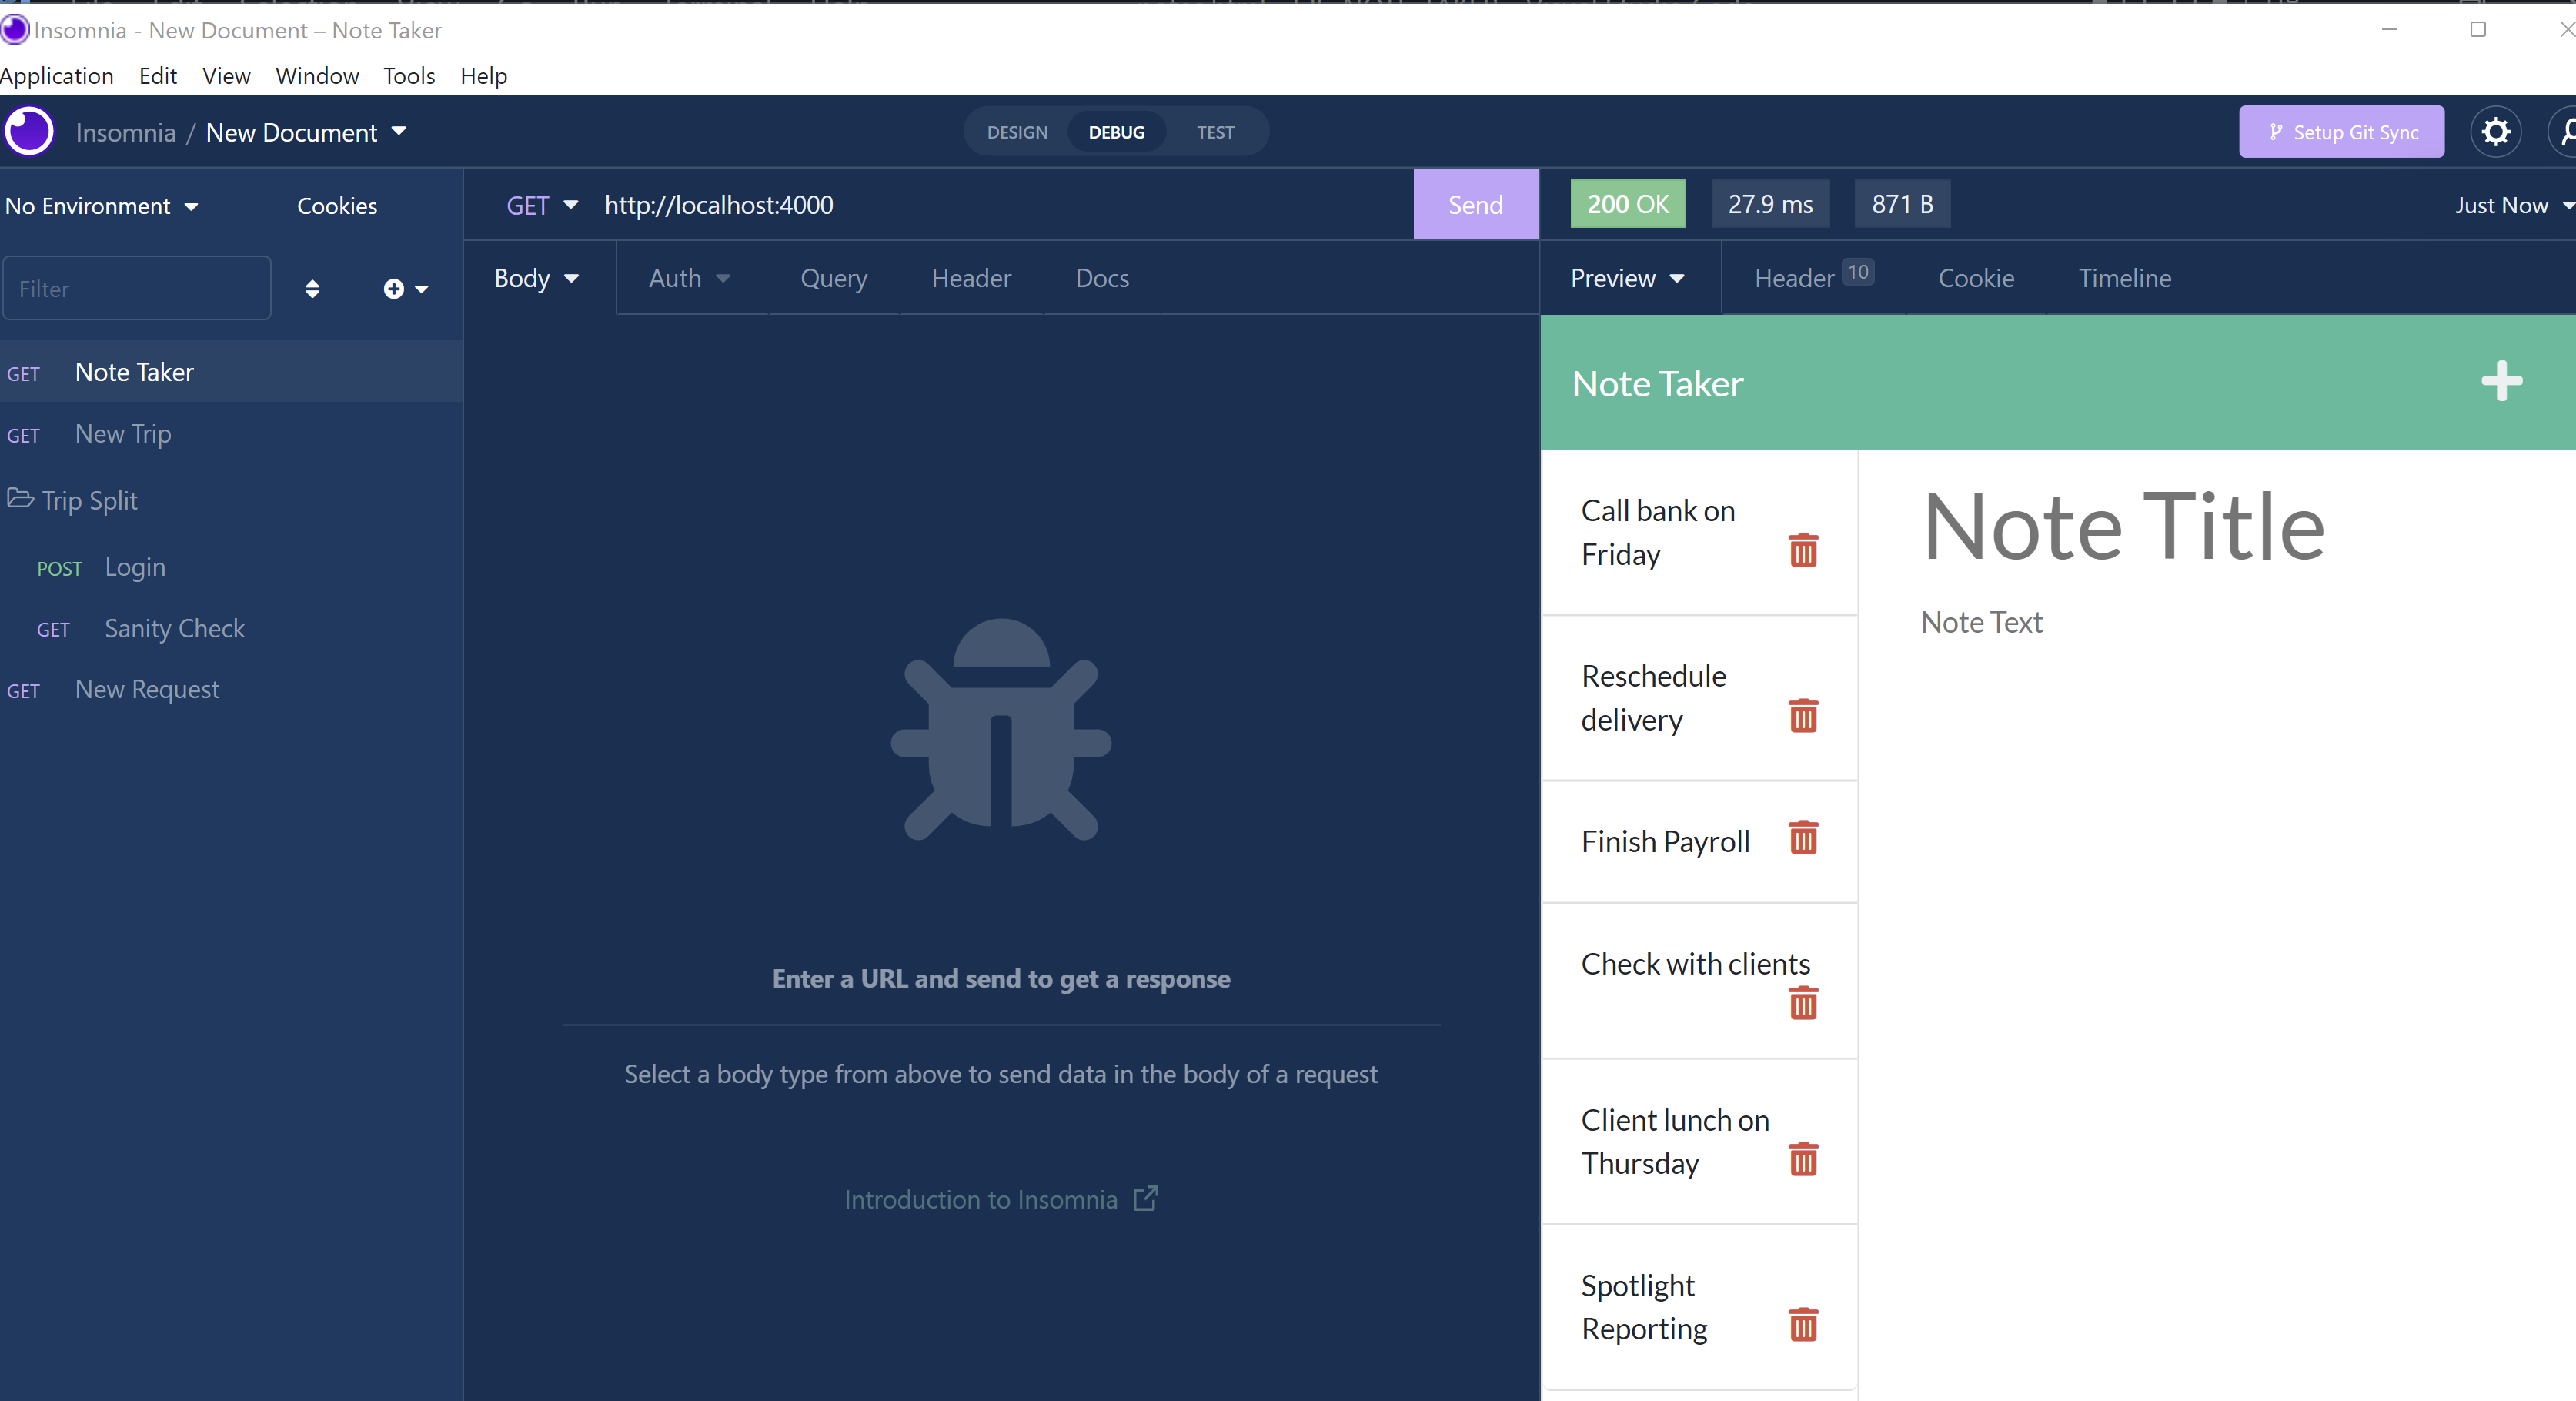 Insomnia - New Document – Note Taker
Application Edit View Window Tools Help
Insomnia / New Document
DESIGN DEBUG TEST
Setup Git Sync
No Environment Cookies
GET http://localhost:4000 Send
200 OK 27.9 ms 871 B Just Now
Filter
Body Auth Query Header Docs
Preview Header 10 Cookie Timeline
GET Note Taker
GET New Trip
Trip Split
POST Login
GET Sanity Check
GET New Request
Enter a URL and send to get a response
Select a body type from above to send data in the body of a request
Introduction to Insomnia
Note Taker
Call bank on
Friday
Reschedule
delivery
Finish Payroll
Check with clients
Client lunch on
Thursday
Spotlight
Reporting
Note Title
Note Text